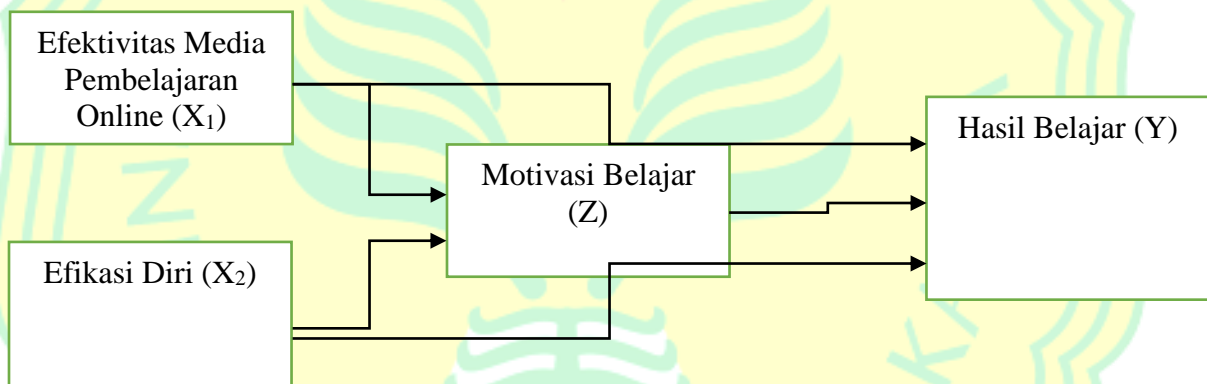 Efektivitas Media
Pembelajaran
Online (X₁)
Hasil Belajar (Y)
Motivasi Belajar
(Z)
Efikasi Diri (X₂)